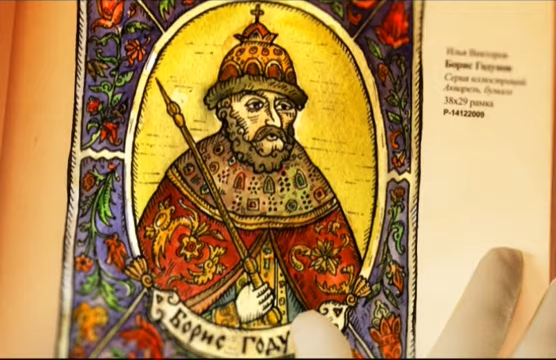 Илья Викторов
Борис Годунов
Серия иллюстраций
Акварель, бумага
38x29 рамка
P-14122009
Борис ГОДУ